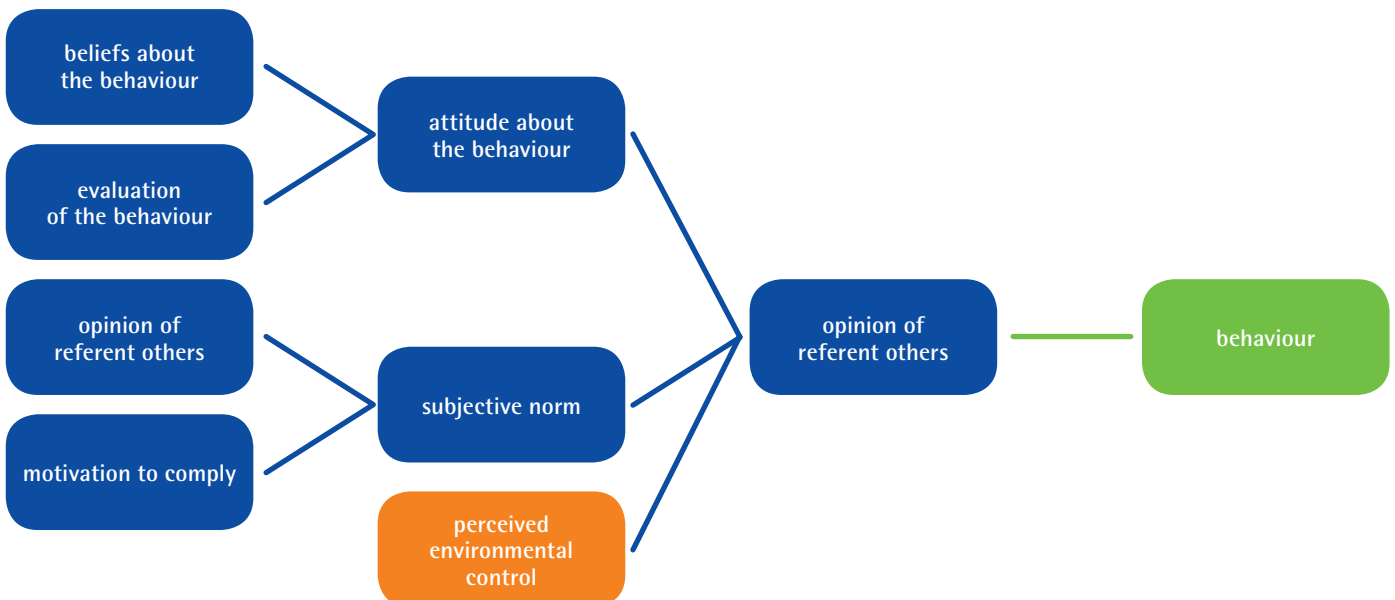 beliefs about
the behaviour
evaluation
of the behaviour
opinion of
referent others
motivation to comply
attitude about
the behaviour
subjective norm
perceived
environmental
control
opinion of
referent others
behaviour